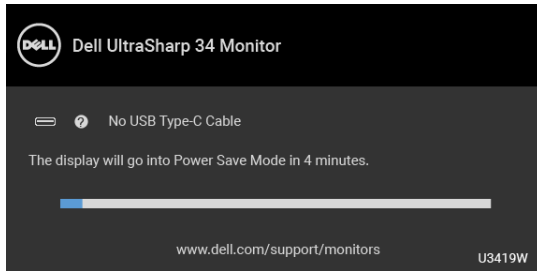 DELL
Dell UltraSharp 34 Monitor
? No USB Type-C Cable
The display will go into Power Save Mode in 4 minutes.
www.dell.com/support/monitors
U3419W